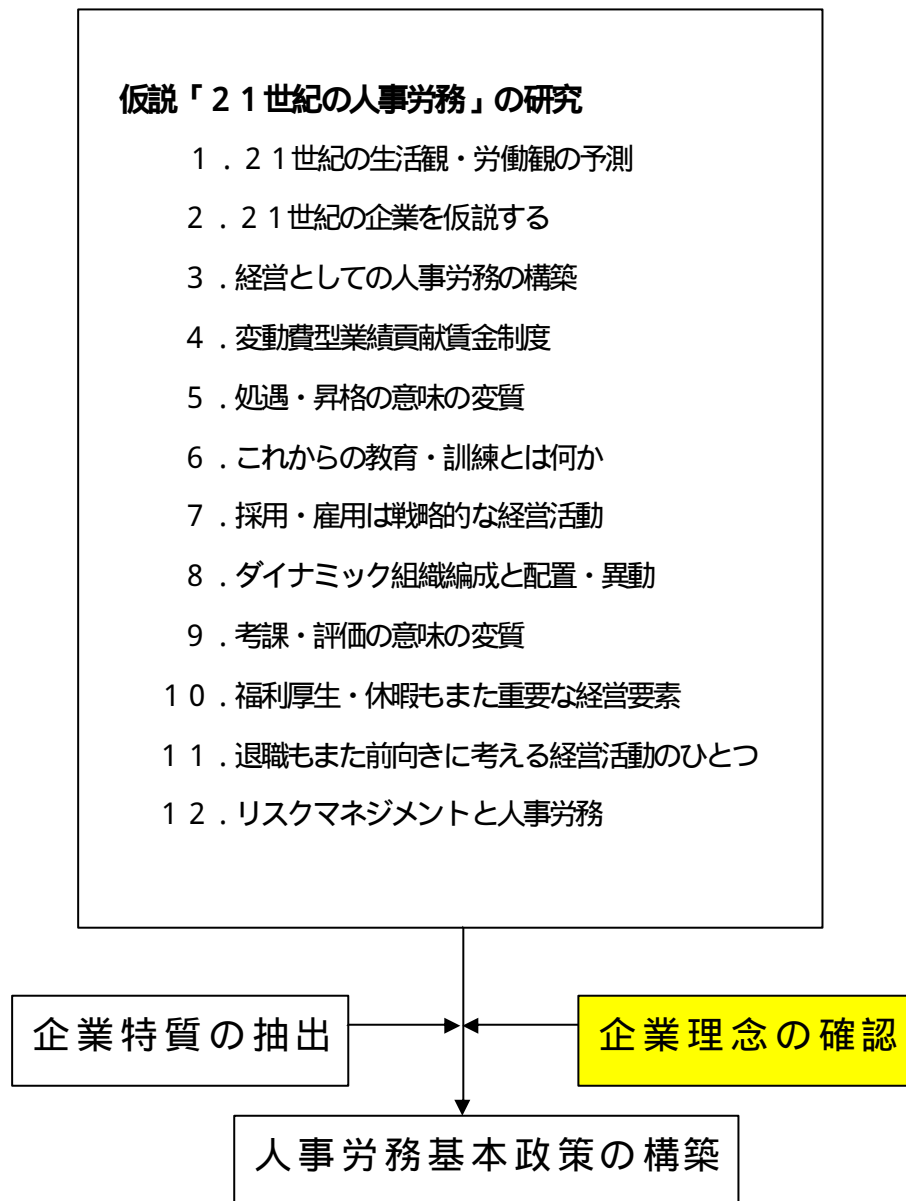 仮説「２１世紀の人事労務」の研究
１．２１世紀の生活観・労働観の予測
２．２１世紀の企業を仮説する
３．経営としての人事労務の構築
４．変動費型業績貢献賃金制度
５．処遇・昇格の意味の変質
６．これからの教育・訓練とは何か
７．採用・雇用は戦略的な経営活動
８．ダイナミック組織編成と配置・異動
９．考課・評価の意味の変質
１０．福利厚生・休暇もまた重要な経営要素
１１．退職もまた前向きに考える経営活動のひとつ
１２．リスクマネジメントと人事労務
企業特質の抽出
企業理念の確認
人事労務基本政策の構築